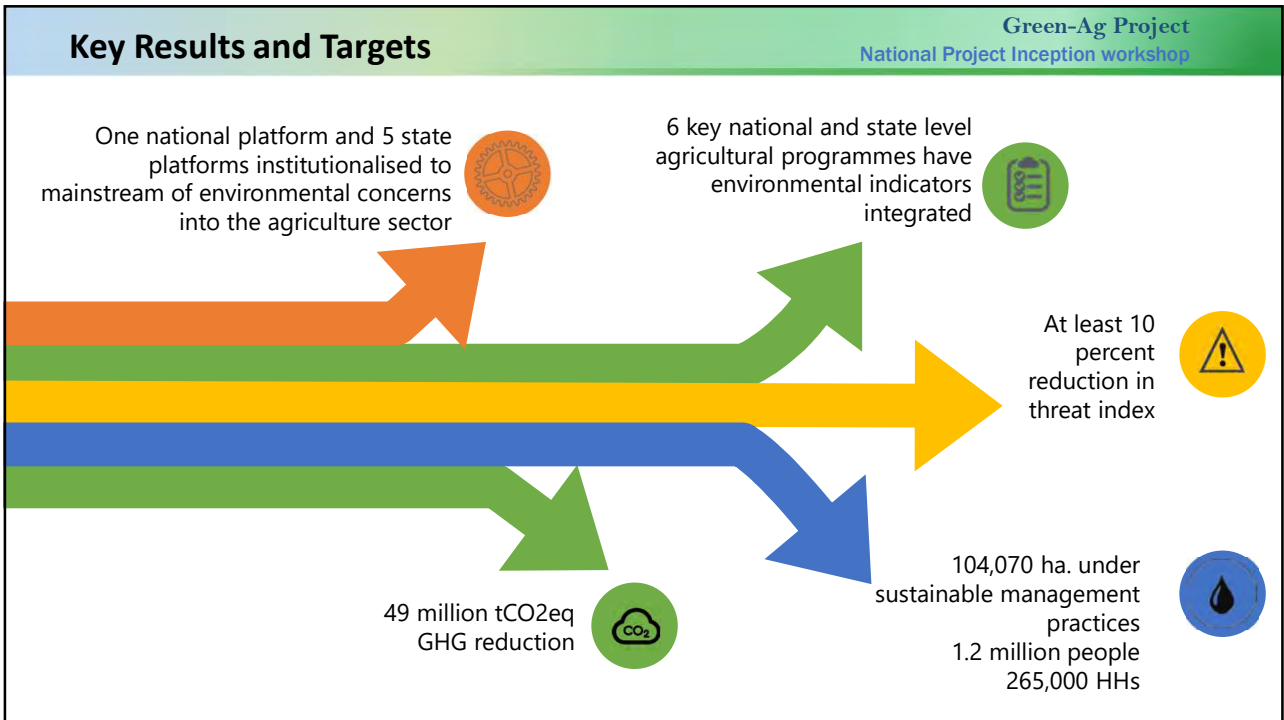 Key Results and Targets
Green-Ag Project
National Project Inception workshop
One national platform and 5 state
platforms institutionalised to
mainstream of environmental concerns
into the agriculture sector
6 key national and state level
agricultural programmes have
environmental indicators
integrated
At least 10
percent
reduction in
threat index
104,070 ha. under
sustainable management
practices
1.2 million people
265,000 HHs
49 million tCO2eq
GHG reduction
CO₂